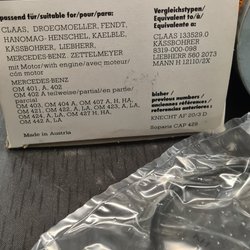 passend für/suitable for/pour/para:
CLAAS, DROEGMOELLER, FENDT,
HANOMAG- HENSCHEL, KAELBLE,
KÄSSBOHRER, LIEBHERR,
MERCEDES-BENZ, ZETTELMEYER
mit Motor/with engine/avec moteur/
con motor
MERCEDES-BENZ
OM 401, A, 402
OM 402 A teilweise/partial/en partie/
parcial
OM 403, OM 404 A, OM 407 A, H, HA
OM 421, A, LA, OM 422, A, LA
OM 424, A, LA, OM 427 H, HA,
OM 442 A, LA
Made in Austria
Vergleichstypen/
Equivalent to/à/
Equivalente a:
CLAAS 133529.0
KÄSSBOHRER
8319-000-098
LIEBHERR 560 2073
MANN H 12110/2X
bisher /
previous numbers /
anciennes références /
referencias anteriores :
KNECHT AF 20/3 D
Soparis CAP 429